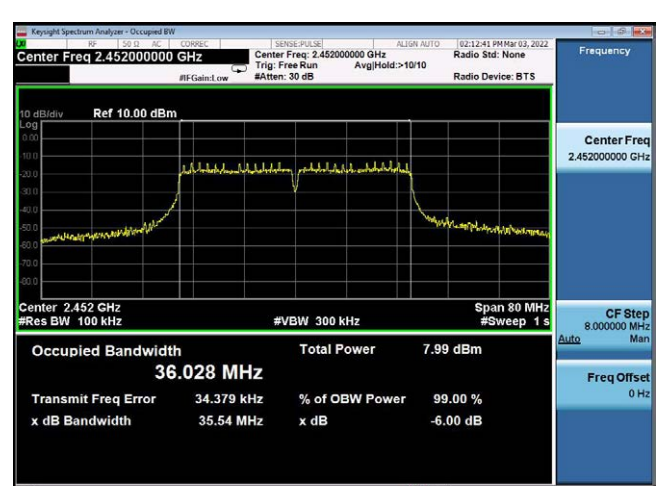 Keysight Spectrum Analyzer - Occupied BW
RF 50 Ω AC CORREC SENSE:PULSE ALIGN AUTO 02:12:41 PM Mar 03, 2022
Center Freq 2.452000000 GHz
Center Freq: 2.452000000 GHz
Radio Std: None
Trig: Free Run Avg|Hold:>10/10
#IFGain:Low #Atten: 30 dB Radio Device: BTS
10 dB/div Ref 10.00 dBm
Log
0.00
-10.0
-20.0
-30.0
-40.0
-50.0
-60.0
-70.0
-80.0
Center 2.452 GHz Span 80 MHz
#Res BW 100 kHz #VBW 300 kHz #Sweep 1 s
Occupied Bandwidth Total Power 7.99 dBm
36.028 MHz
Transmit Freq Error 34.379 kHz % of OBW Power 99.00 %
x dB Bandwidth 35.54 MHz x dB -6.00 dB
Frequency
Center Freq
2.452000000 GHz
CF Step
8.000000 MHz
Auto Man
Freq Offset
0 Hz